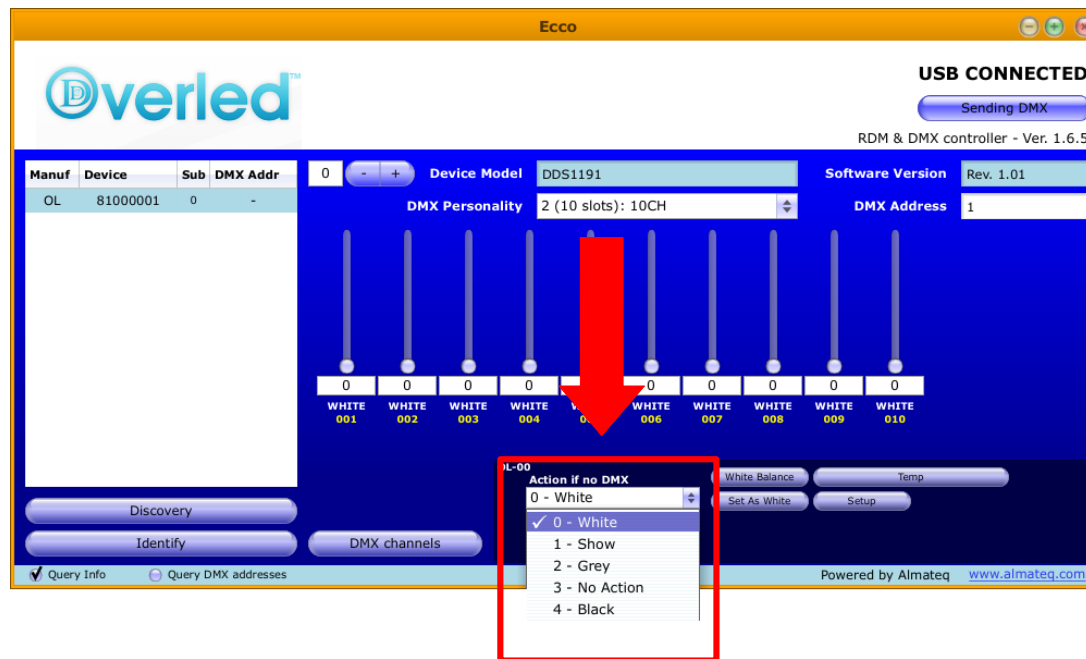 Ecco
Overled™
USB CONNECTED
Sending DMX
RDM & DMX controller - Ver. 1.6.5
Manuf Device Sub DMX Addr
OL 81000001 0 -
0 - + Device Model DDS1191 Software Version Rev. 1.01
DMX Personality 2 (10 slots): 10CH DMX Address 1
0 0 0 0 0 0 0 0 0
WHITE WHITE WHITE WHITE WHITE WHITE WHITE WHITE WHITE
001 002 003 004 006 007 008 009 010
OL-00
Action if no DMX
0 - White
✓ 0 - White
1 - Show
2 - Grey
3 - No Action
4 - Black
White Balance Temp
Set As White Setup
Discovery
Identify
DMX channels
Query Info Query DMX addresses
Powered by Almateq www.almateq.com